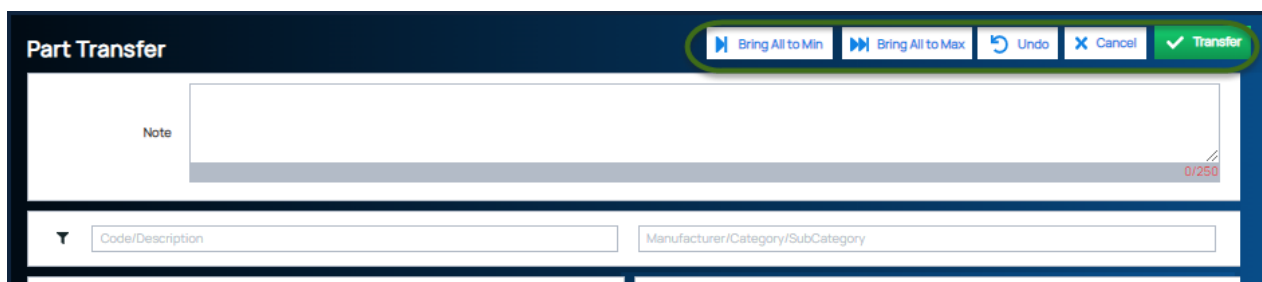 Part Transfer Bring All to Min Bring All to Max Undo Cancel Transfer
Note
0/250
Code/Description Manufacturer/Category/SubCategory